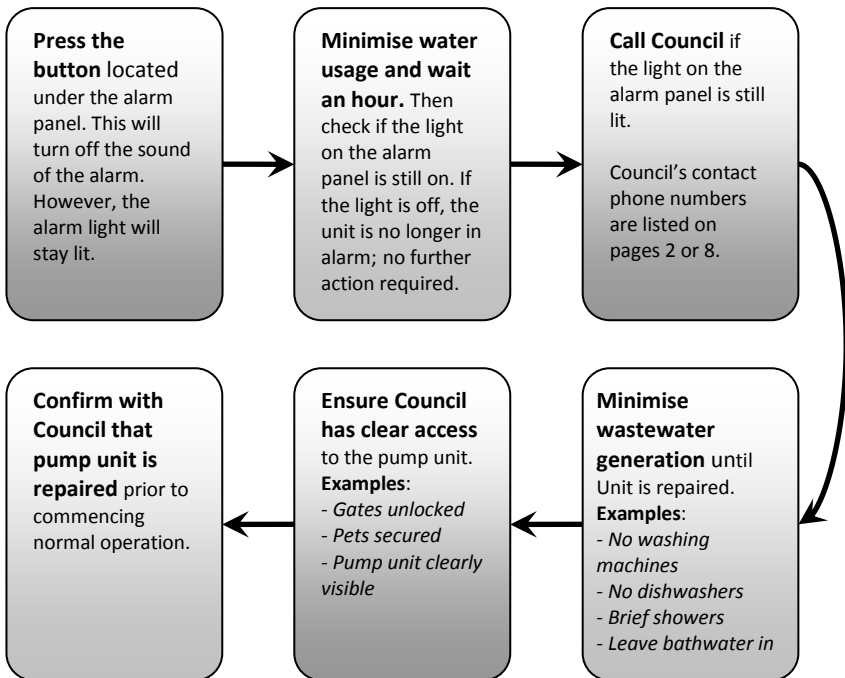 Press the
button located
under the alarm
panel. This will
turn off the sound
of the alarm.
However, the
alarm light will
stay lit.
Minimise water
usage and wait
an hour. Then
check if the light
on the alarm
panel is still on. If
the light is off, the
unit is no longer in
alarm; no further
action required.
Call Council if
the light on the
alarm panel is still
lit.
Council's contact
phone numbers
are listed on
pages 2 or 8.
Minimise
wastewater
generation until
Unit is repaired.
Examples:
- No washing
machines
- No dishwashers
- Brief showers
- Leave bathwater in
Ensure Council
has clear access
to the pump unit.
Examples:
- Gates unlocked
- Pets secured
- Pump unit clearly
visible
Confirm with
Council that
pump unit is
repaired prior to
commencing
normal operation.